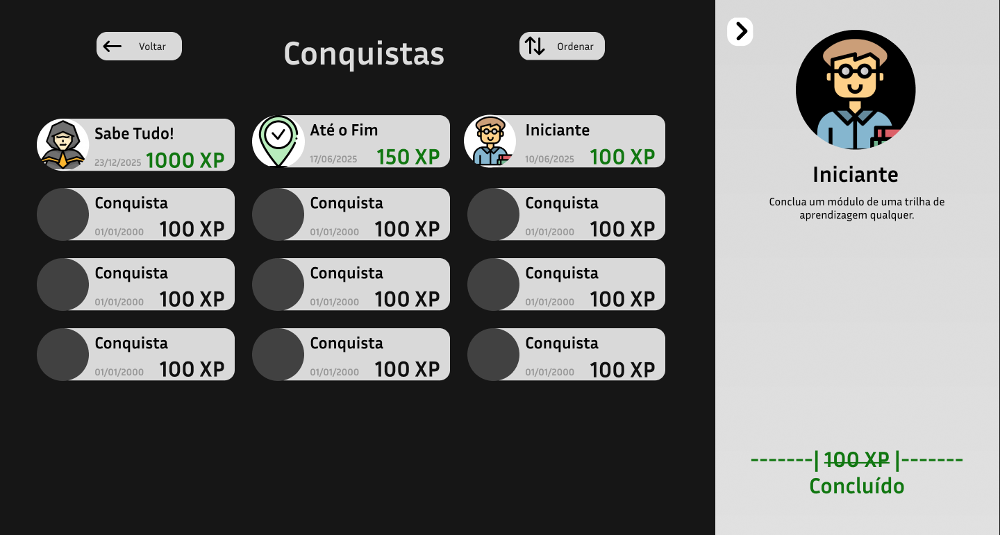 Voltar
Conquistas
Ordenar
Sabe Tudo!
23/12/2025 1000 XP
Até o Fim
17/06/2025 150 XP
Iniciante
10/06/2025 100 XP
Conquista
01/01/2000 100 XP
Conquista
01/01/2000 100 XP
Conquista
01/01/2000 100 XP
Conquista
01/01/2000 100 XP
Conquista
01/01/2000 100 XP
Conquista
01/01/2000 100 XP
Conquista
01/01/2000 100 XP
Conquista
01/01/2000 100 XP
Conquista
01/01/2000 100 XP
Iniciante
Conclua um módulo de uma trilha de
aprendizagem qualquer.
-------| 100 XP |-------
Concluído